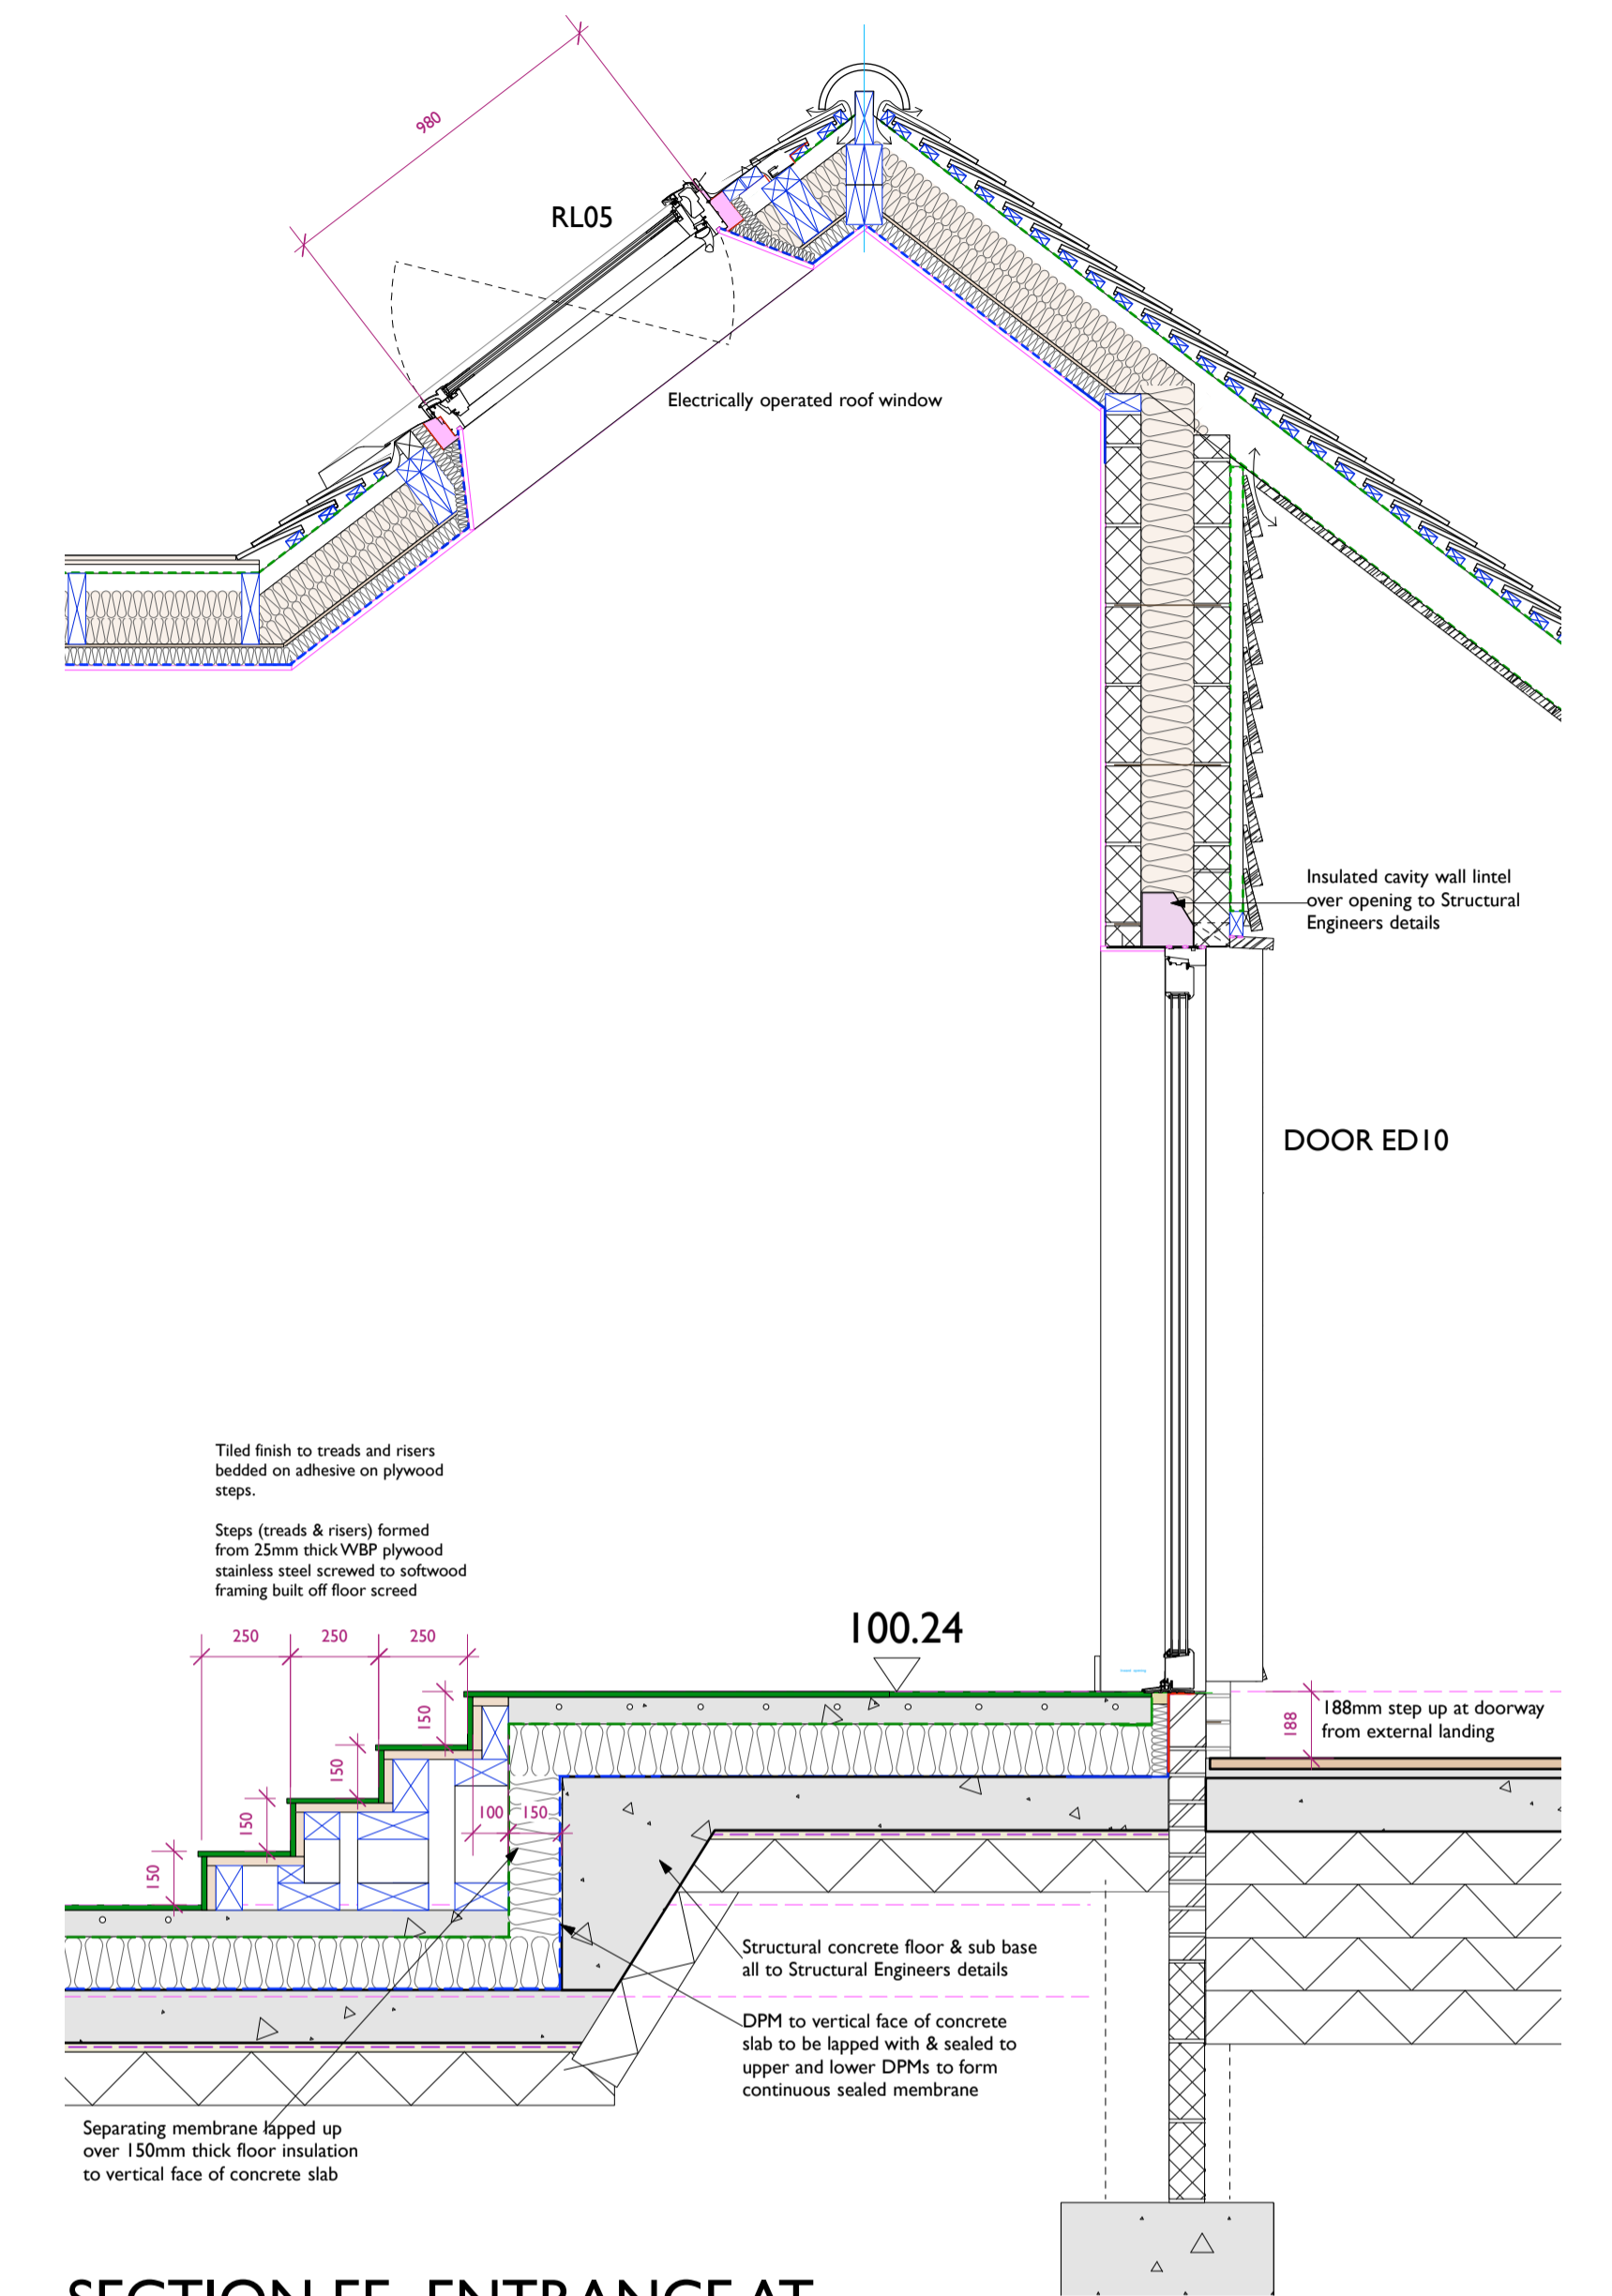 980
RL05
Electrically operated roof window
Insulated cavity wall lintel
over opening to Structural
Engineers details
DOOR ED10
Tiled finish to treads and risers
bedded on adhesive on plywood
steps.
Steps (treads & risers) formed
from 25mm thick WBP plywood
stainless steel screwed to softwood
framing built off floor screed
100.24
250
250
250
150
150
150
150
100
150
188
188mm step up at doorway
from external landing
Structural concrete floor & sub base
all to Structural Engineers details
DPM to vertical face of concrete
slab to be lapped with & sealed to
upper and lower DPMs to form
continuous sealed membrane
Separating membrane lapped up
over 150mm thick floor insulation
to vertical face of concrete slab
SECTION EE ENTRANCE AT